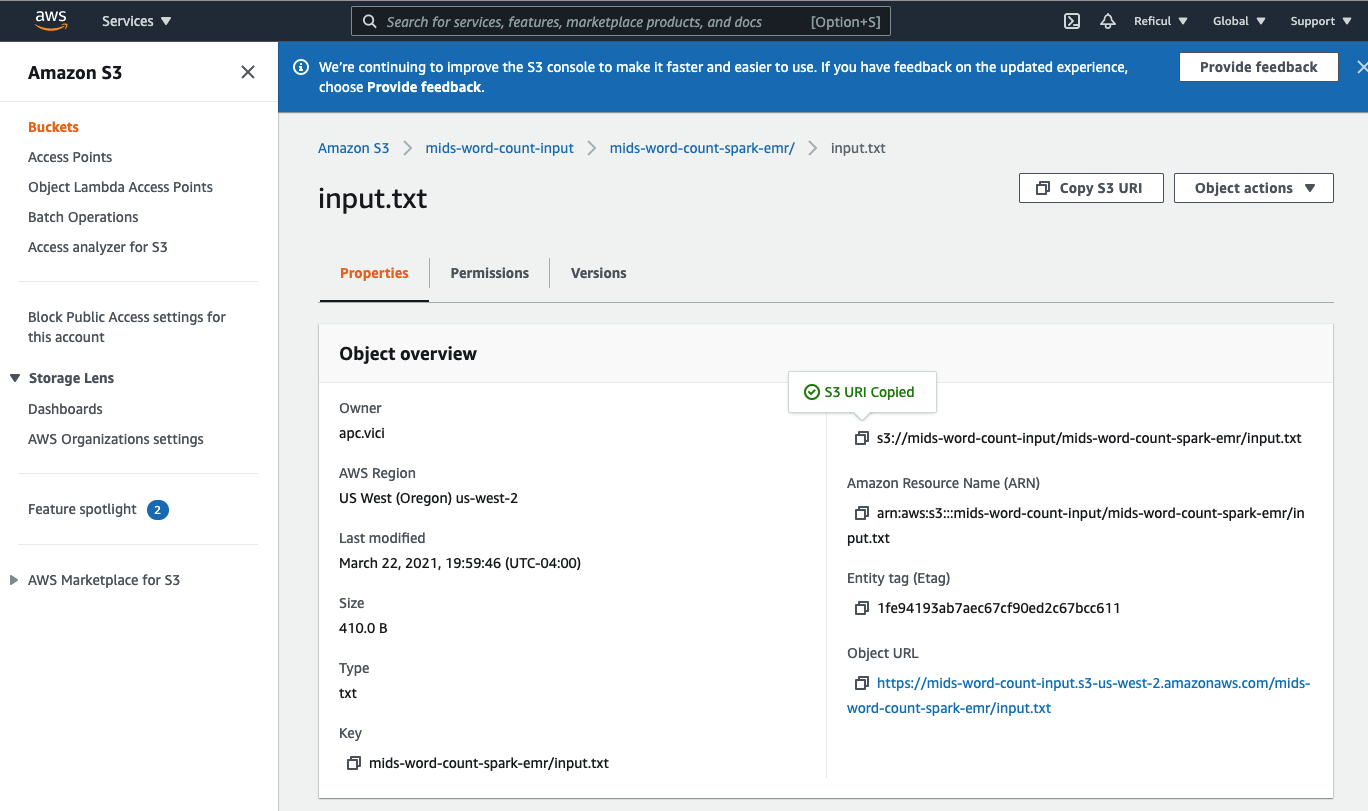 aws
Services
Search for services, features, marketplace products, and docs [Option+S]
Reficul
Global
Support
Amazon S3
We're continuing to improve the S3 console to make it faster and easier to use. If you have feedback on the updated experience,
choose Provide feedback.
Provide feedback
Buckets
Access Points
Object Lambda Access Points
Batch Operations
Access analyzer for S3
Block Public Access settings for
this account
Storage Lens
Dashboards
AWS Organizations settings
Feature spotlight 2
AWS Marketplace for S3
Amazon S3 > mids-word-count-input > mids-word-count-spark-emr/ > input.txt
input.txt
Copy S3 URI
Object actions
Properties
Permissions
Versions
Object overview
Owner
apc.vici
AWS Region
US West (Oregon) us-west-2
Last modified
March 22, 2021, 19:59:46 (UTC-04:00)
Size
410.0 B
Type
txt
Key
mids-word-count-spark-emr/input.txt
S3 URI Copied
s3://mids-word-count-input/mids-word-count-spark-emr/input.txt
Amazon Resource Name (ARN)
arn:aws:s3:::mids-word-count-input/mids-word-count-spark-emr/in
put.txt
Entity tag (Etag)
1fe94193ab7aec67cf90ed2c67bcc611
Object URL
https://mids-word-count-input.s3-us-west-2.amazonaws.com/mids-
word-count-spark-emr/input.txt